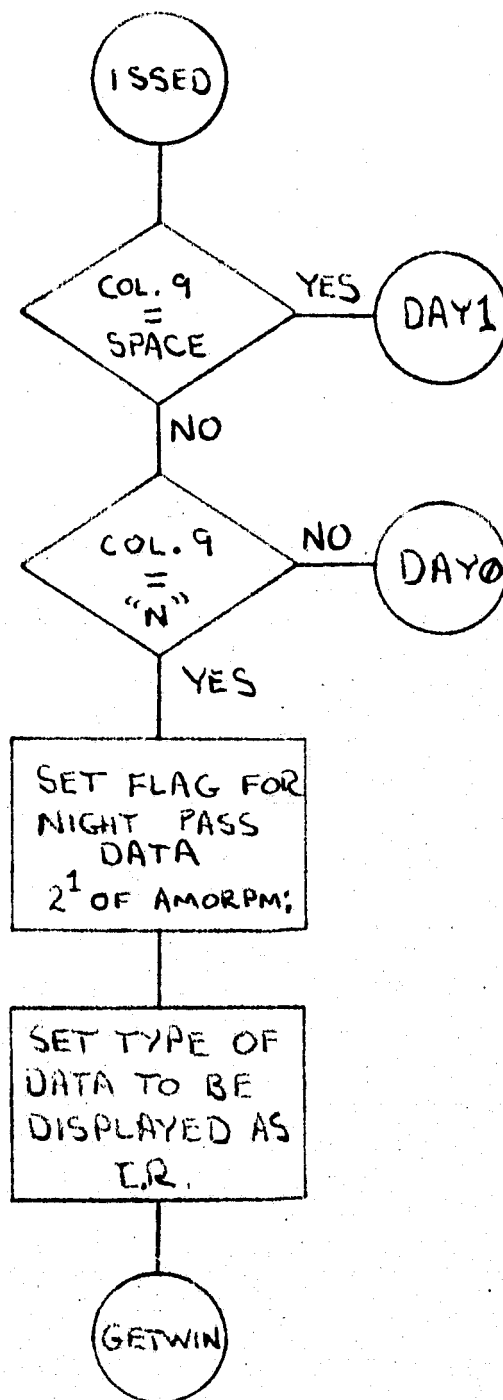 ISSED
COL. 9
=
SPACE
YES
DAY1
NO
COL. 9
=
"N"
NO
DAY0
YES
SET FLAG FOR
NIGHT PASS
DATA
2¹ OF AMORPM;
SET TYPE OF
DATA TO BE
DISPLAYED AS
I.R.
GETWIN